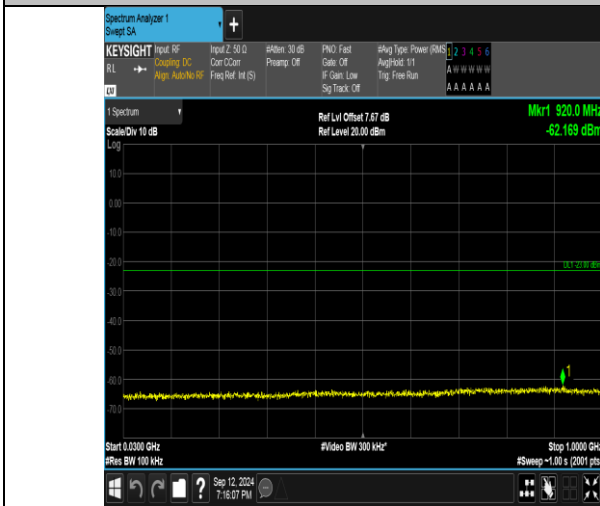 Spectrum Analyzer 1
Swept SA
+
KEYSIGHT Input: RF Input Z: 50 Ω #Atten: 30 dB PNO: Fast #Avg Type: Power (RMS 1 2 3 4 5 6
RL Coupling: DC Corr CCorr Preamp: Off Gate: Off Avg|Hold: 1/1 A W W W W W
Align: Auto/No RF Freq Ref: Int (S) IF Gain: Low Trig: Free Run
Sig Track: Off A A A A A A
1 Spectrum Ref Lvl Offset 7.67 dB Mkr1 920.0 MHz
Scale/Div 10 dB Ref Level 20.00 dBm -62.169 dBm
Log
10.0
0.00
-10.0
-20.0 DL1 -23.00 dBm
-30.0
-40.0
-50.0
-60.0 1
-70.0
Start 0.0300 GHz #Video BW 300 kHz* Stop 1.0000 GHz
#Res BW 100 kHz #Sweep ~1.00 s (2001 pts
? Sep 12, 2024
7:16:07 PM